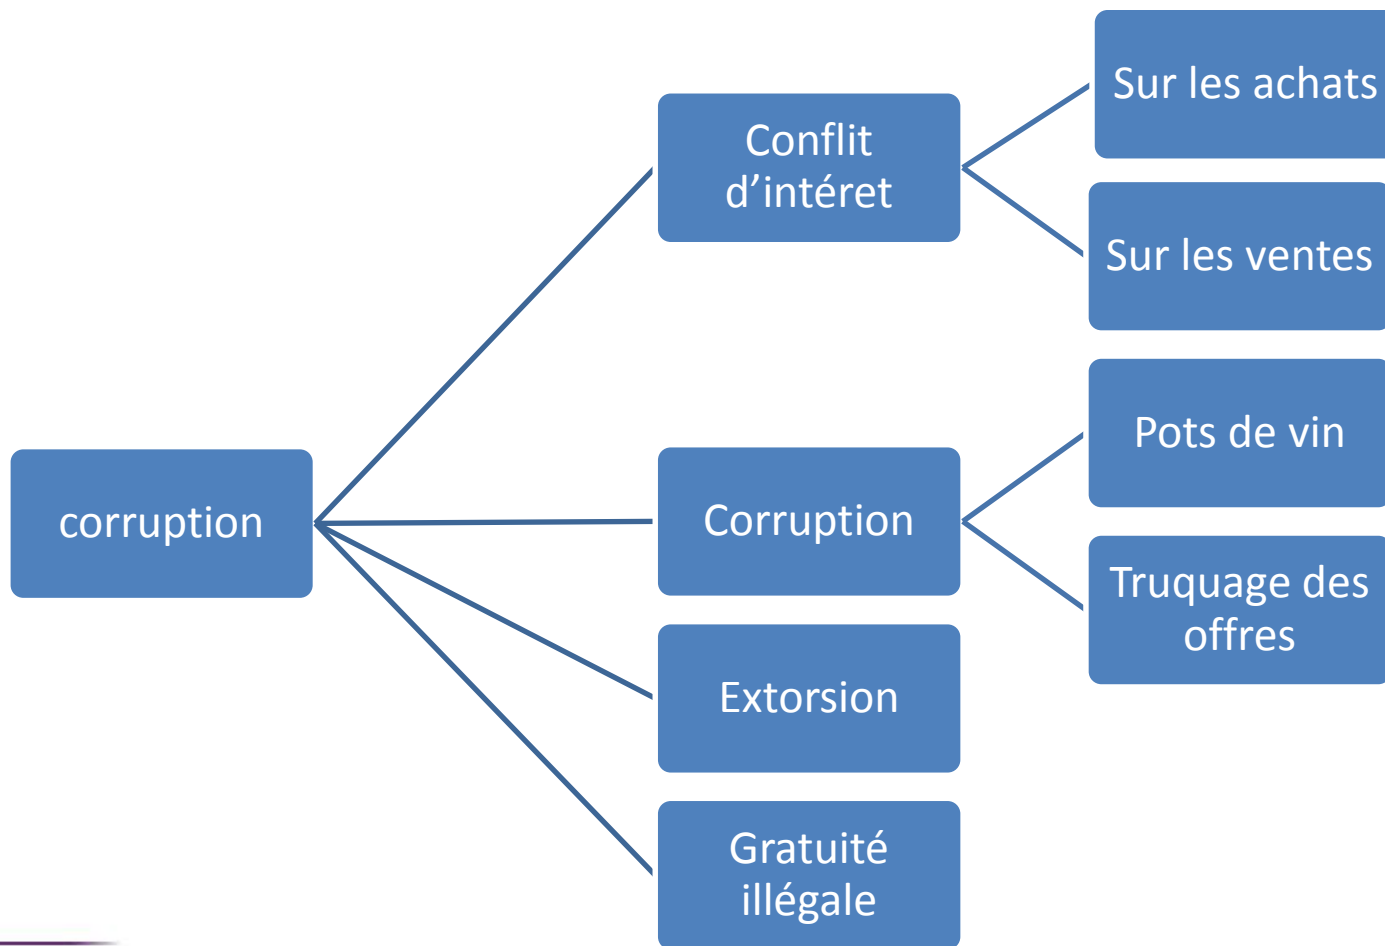 corruption
Conflit
d’intéret
Sur les achats
Sur les ventes
Corruption
Pots de vin
Truquage des
offres
Extorsion
Gratuité
illégale